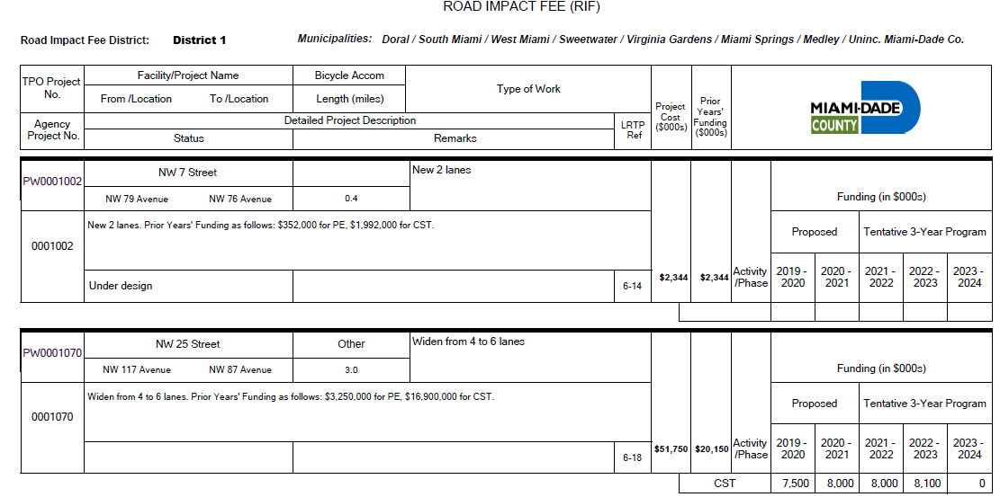 ROAD IMPACT FEE (RIF)
Road Impact Fee District: District 1 Municipalities: Doral / South Miami / West Miami / Sweetwater / Virginia Gardens / Miami Springs / Medley / Uninc. Miami-Dade Co.
TPO Project No.
Facility/Project Name
Bicycle Accom
From /Location To /Location
Length (miles)
Type of Work
Agency Project No.
Detailed Project Description
Status
Remarks
LRTP Ref
Project Cost ($000s)
Prior Years' Funding ($000s)
MIAMI-DADE
COUNTY
PW0001002
NW 7 Street
New 2 lanes
NW 79 Avenue NW 76 Avenue
0.4
0001002
New 2 lanes. Prior Years' Funding as follows: $352,000 for PE, $1,992,000 for CST.
Under design
6-14
$2,344
$2,344
Activity /Phase
Funding (in $000s)
Proposed
Tentative 3-Year Program
2019 - 2020
2020 - 2021
2021 - 2022
2022 - 2023
2023 - 2024
PW0001070
NW 25 Street
Other
Widen from 4 to 6 lanes
NW 117 Avenue NW 87 Avenue
3.0
0001070
Widen from 4 to 6 lanes. Prior Years' Funding as follows: $3,250,000 for PE, $16,900,000 for CST.
6-18
$51,750
$20,150
Activity /Phase
Funding (in $000s)
Proposed
Tentative 3-Year Program
2019 - 2020
2020 - 2021
2021 - 2022
2022 - 2023
2023 - 2024
CST 7,500 8,000 8,000 8,100 0